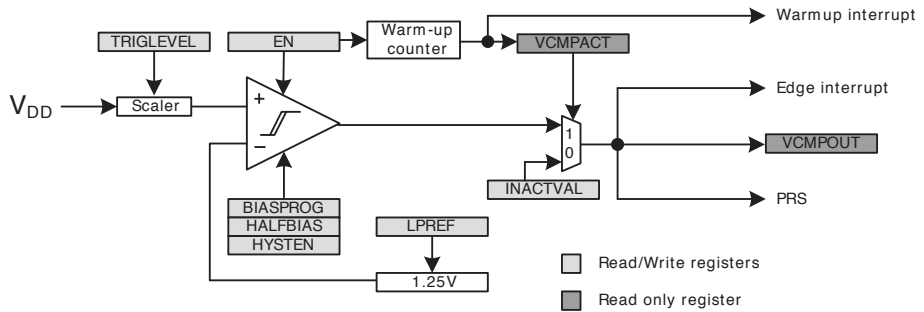 Warmup interrupt
TRIGLEVEL
EN
Warm-up
counter
VCMPACT
Edge interrupt
VDD
Scaler
+
−
1
0
VCMPOUT
INACTVAL
PRS
BIASPROG
HALFBIAS
HYSTEN
LPREF
1.25V
Read/Write registers
Read only register